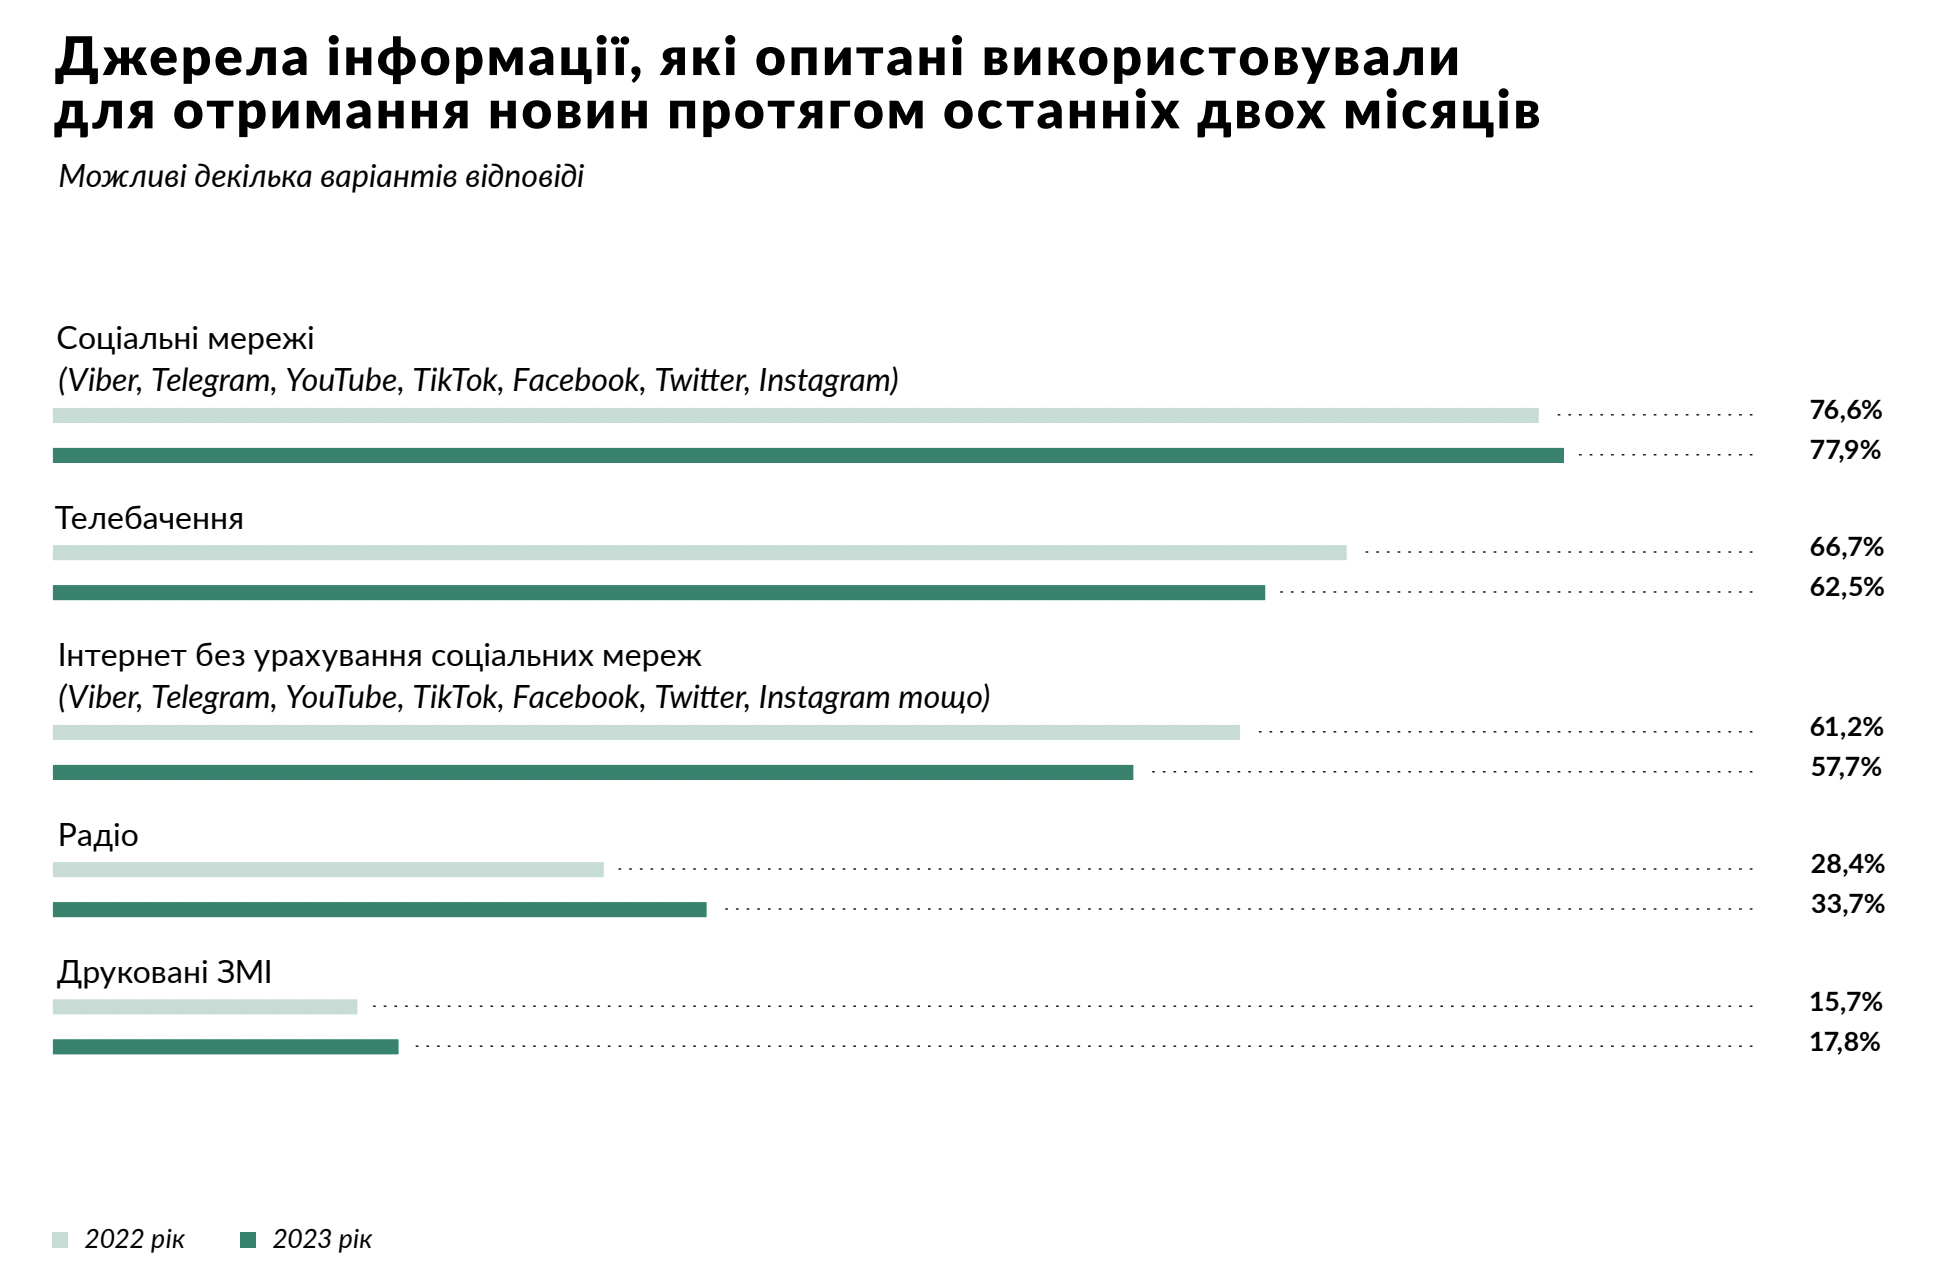 Джерела інформації, які опитані використовували
для отримання новин протягом останніх двох місяців
Можливі декілька варіантів відповіді
Соціальні мережі
(Viber, Telegram, YouTube, TikTok, Facebook, Twitter, Instagram)
76,6%
77,9%
Телебачення
66,7%
62,5%
Інтернет без урахування соціальних мереж
(Viber, Telegram, YouTube, TikTok, Facebook, Twitter, Instagram тощо)
61,2%
57,7%
Радіо
28,4%
33,7%
Друковані ЗМІ
15,7%
17,8%
2022 рік 2023 рік